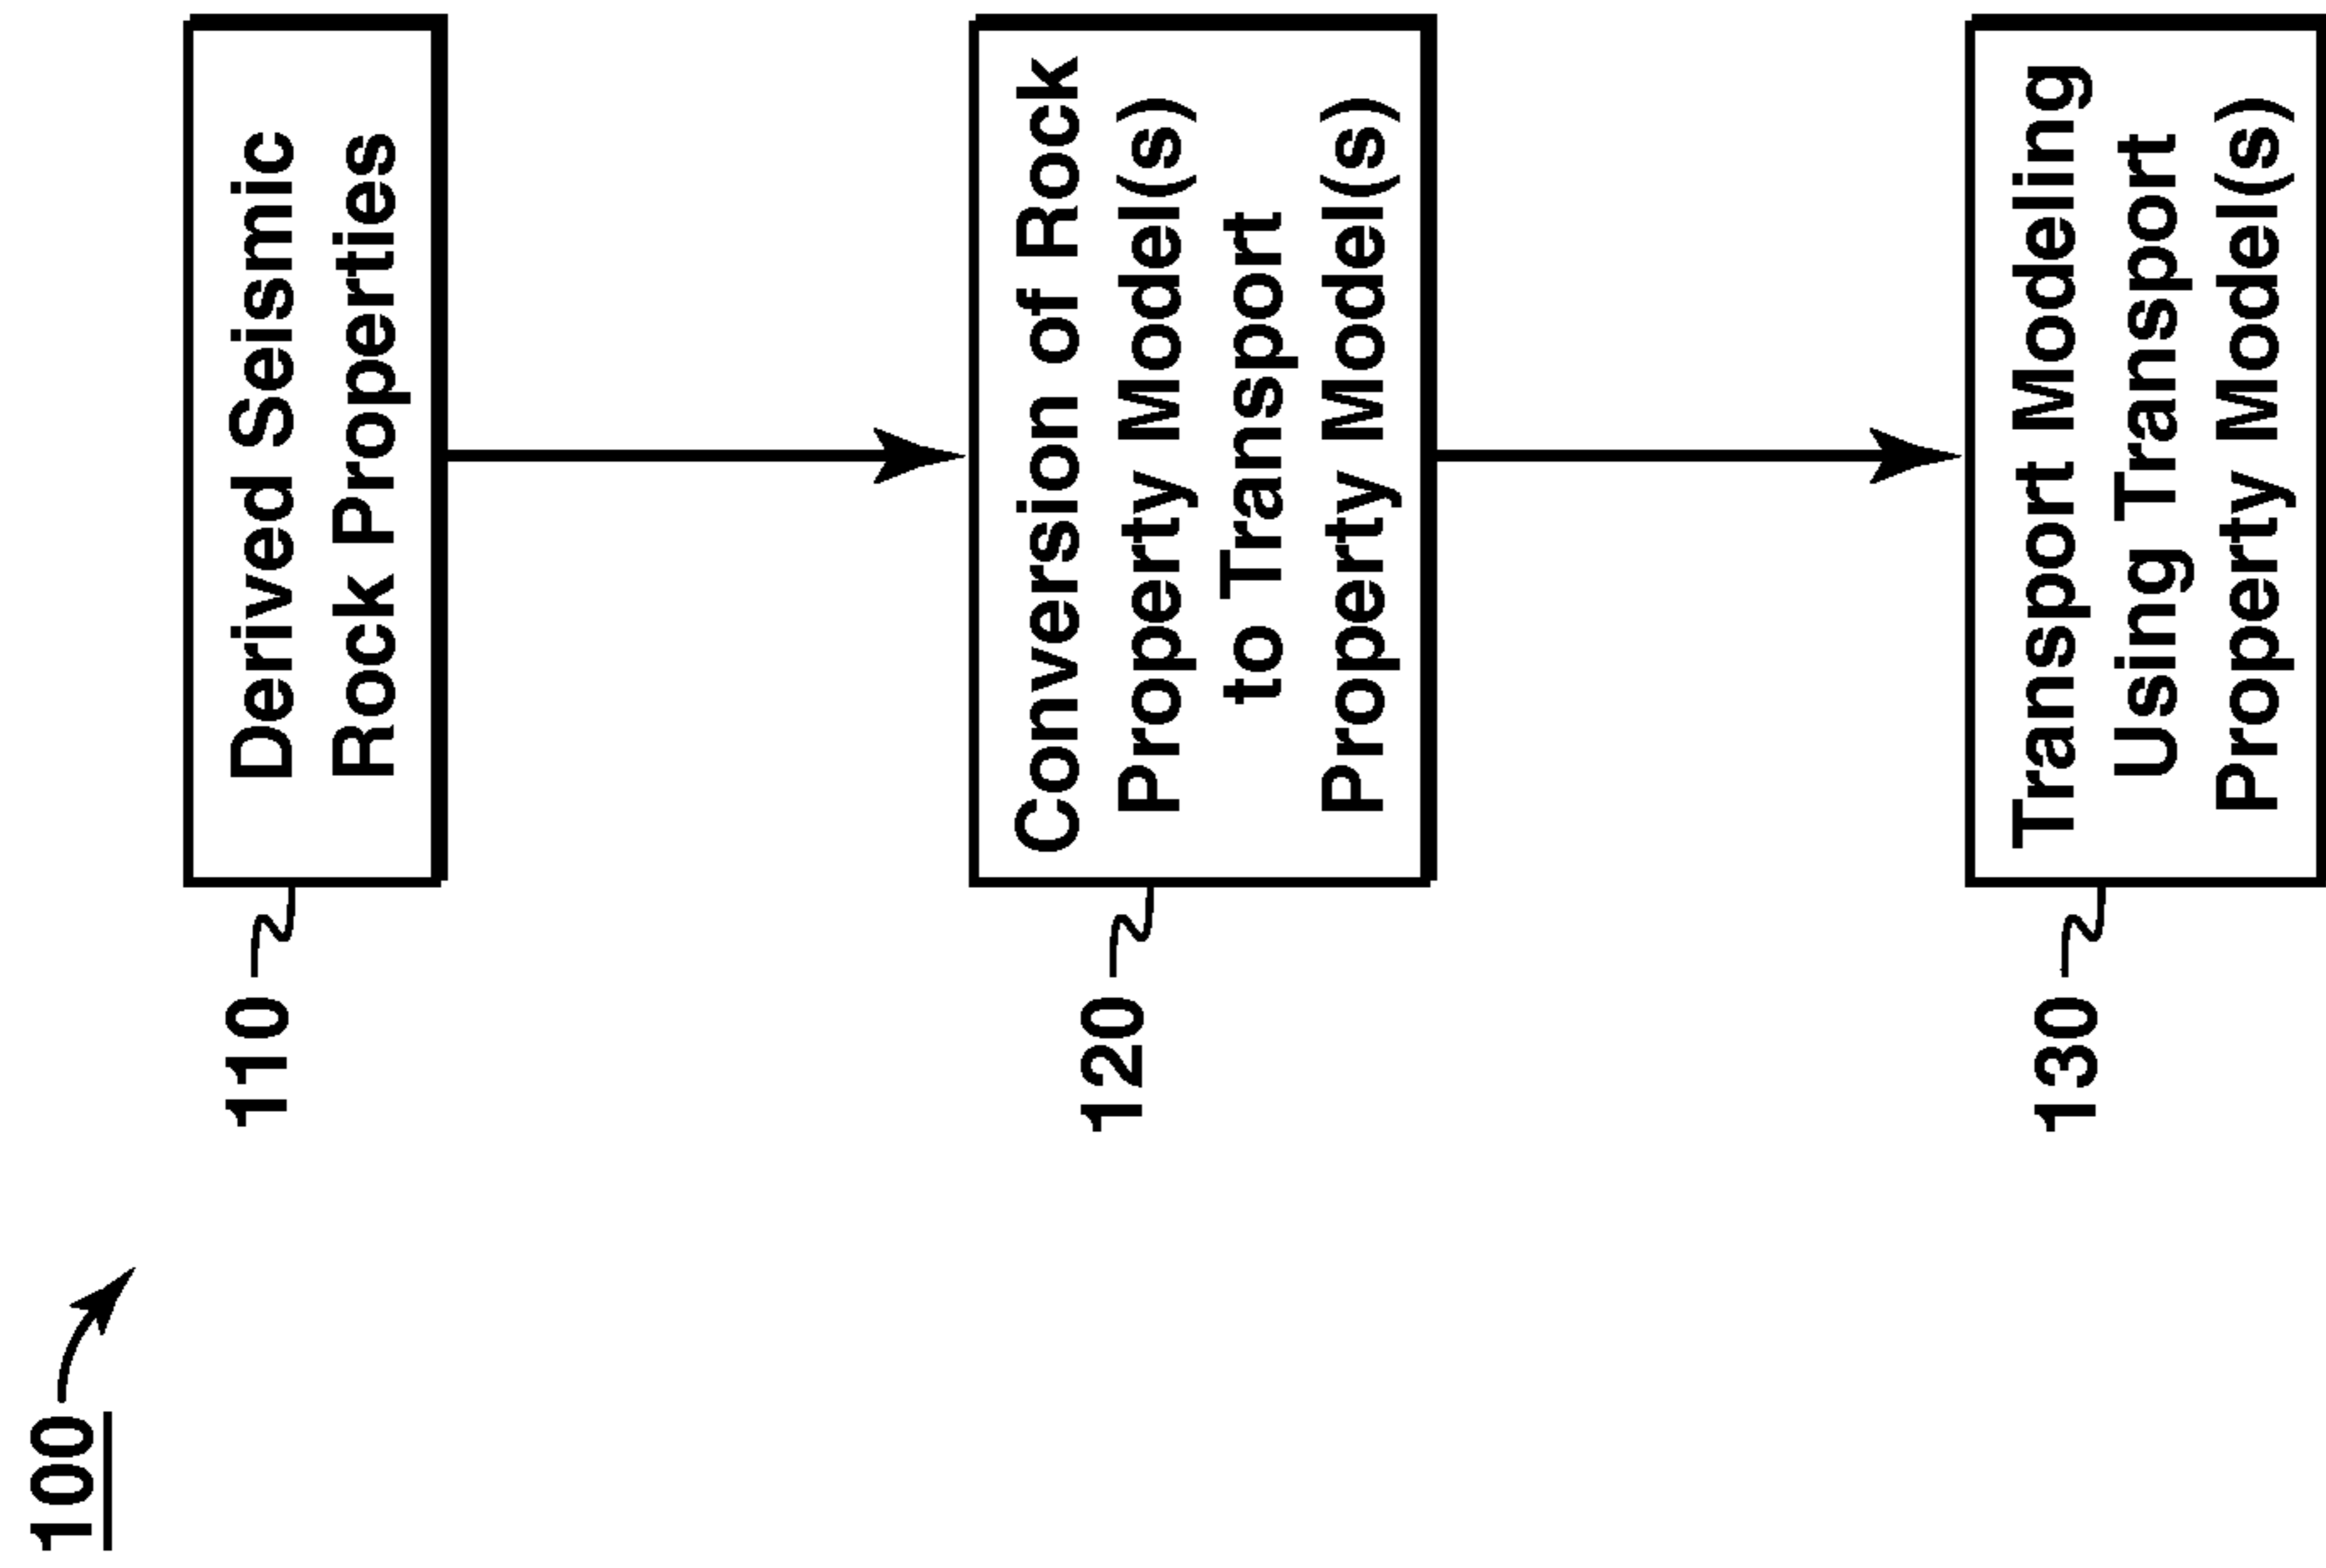 100
110
Derived Seismic
Rock Properties
120
Conversion of Rock
Property Model(s)
to Transport
Property Model(s)
130
Transport Modeling
Using Transport
Property Model(s)